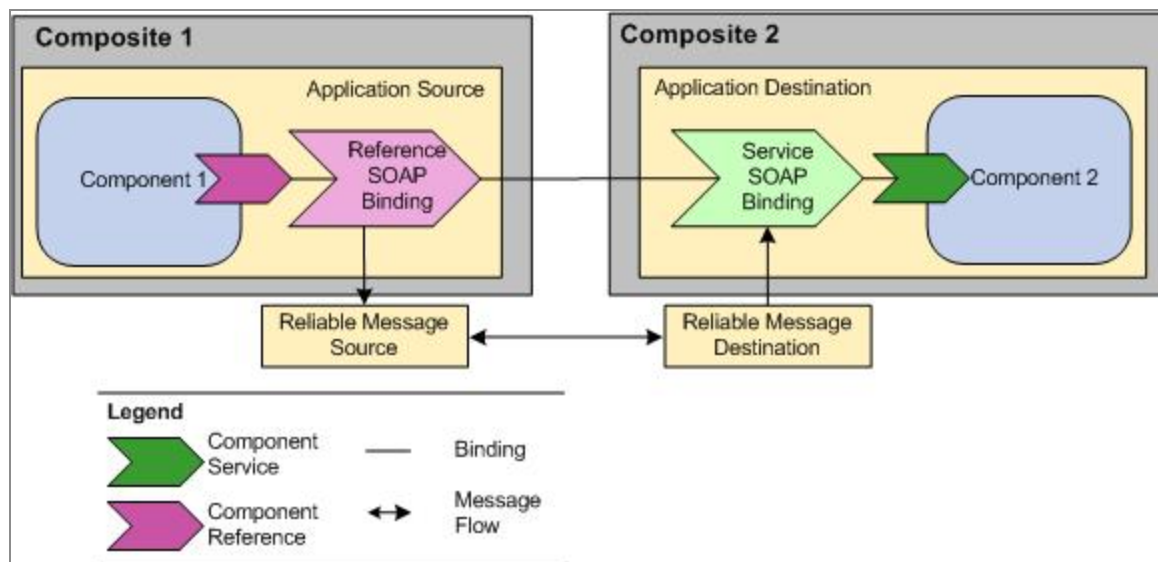 Composite 1
Application Source
Component 1
Reference
SOAP
Binding
Composite 2
Application Destination
Service
SOAP
Binding
Component 2
Reliable Message
Source
Reliable Message
Destination
Legend
Component
Service
Binding
Component
Reference
Message
Flow